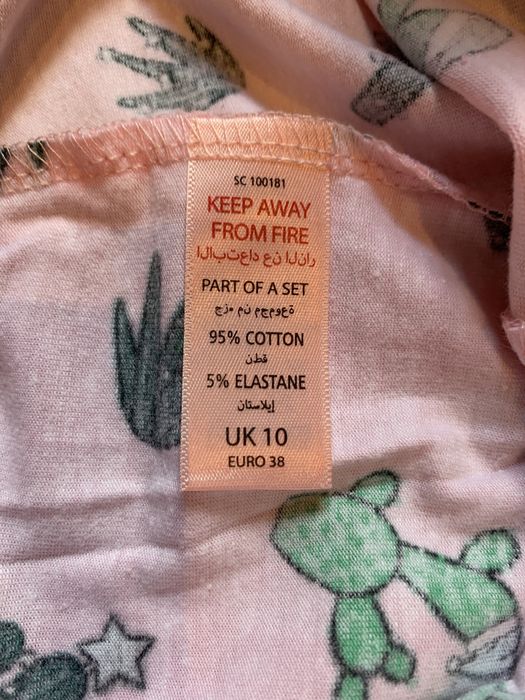 SC 100181
KEEP AWAY
FROM FIRE
الابتعاد عن النار
PART OF A SET
جزء من مجموعة
95% COTTON
قطن
5% ELASTANE
إيلاستان
UK 10
EURO 38